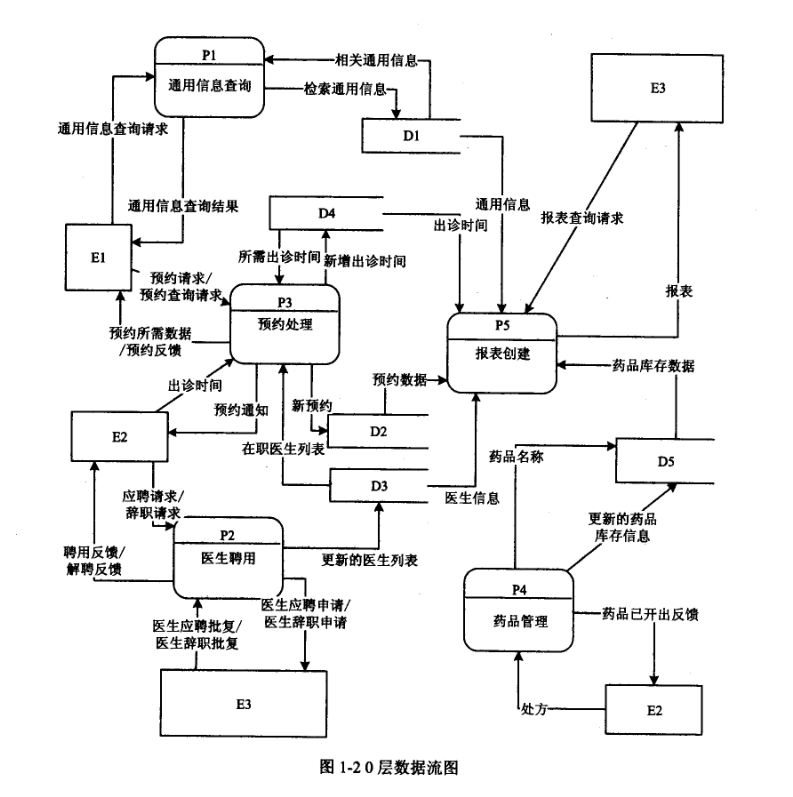 P1
相关通用信息
通用信息查询
检索通用信息
E3
通用信息查询请求
D1
通用信息查询结果
通用信息
D4
出诊时间
报表查询请求
E1
所需出诊时间
新增出诊时间
预约请求/
预约查询请求
P3
预约处理
报表
P5
报表创建
预约所需数据
/预约反馈
药品库存数据
出诊时间
预约通知
新预约
预约数据
E2
D2
在职医生列表
药品名称
D5
D3
医生信息
应聘请求/
辞职请求
更新的药品
库存信息
P2
医生聘用
聘用反馈/
解聘反馈
更新的医生列表
P4
药品管理
医生应聘申请/
医生辞职申请
药品已开出反馈
医生应聘批复/
医生辞职批复
E3
处方
E2
图 1-2 0 层数据流图